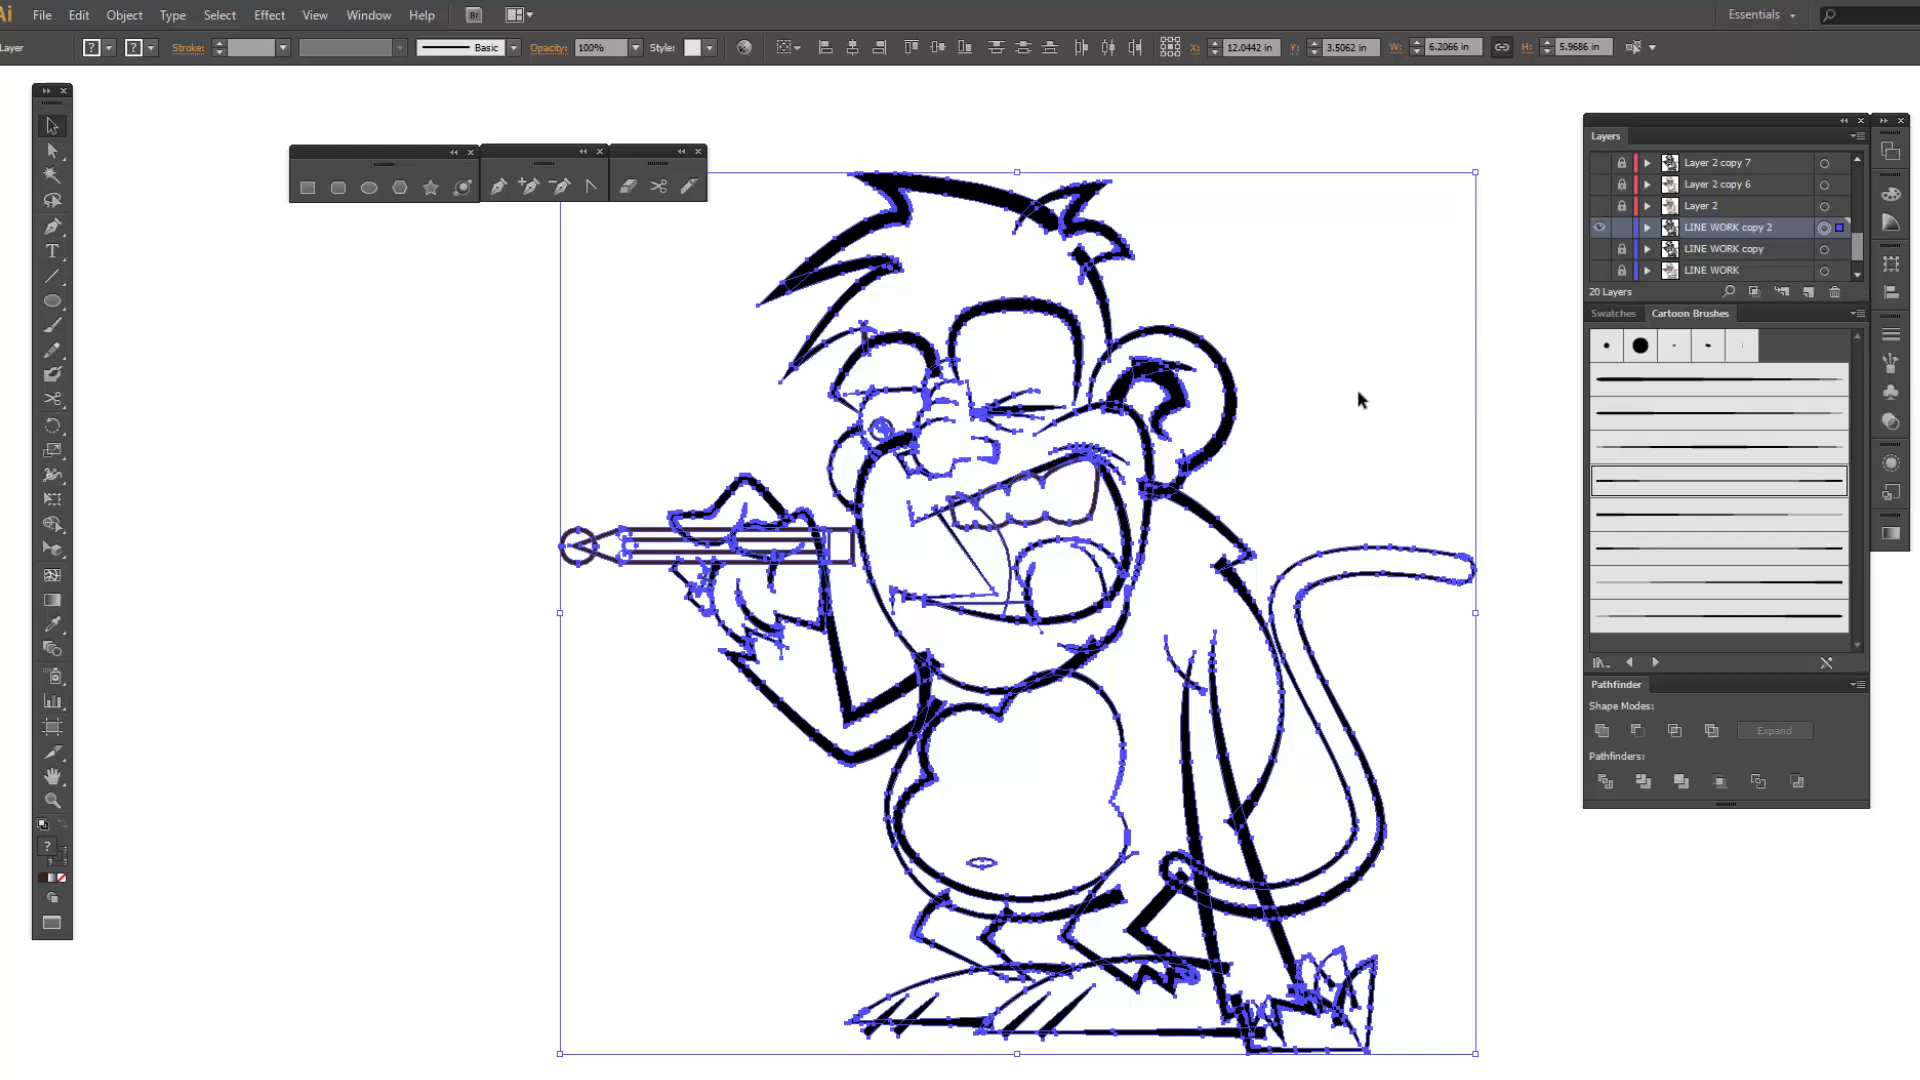 Ai File Edit Object Type Select Effect View Window Help Br Essentials
Layer ? ? Stroke: Basic Opacity: 100% Style: X: 12.0442 in Y: 3.5062 in W: 6.2066 in H: 5.9686 in
Layers
Layer 2 copy 7
Layer 2 copy 6
Layer 2
LINE WORK copy 2
LINE WORK copy
LINE WORK
20 Layers
Swatches Cartoon Brushes
Pathfinder
Shape Modes:
Expand
Pathfinders:
T
?
?